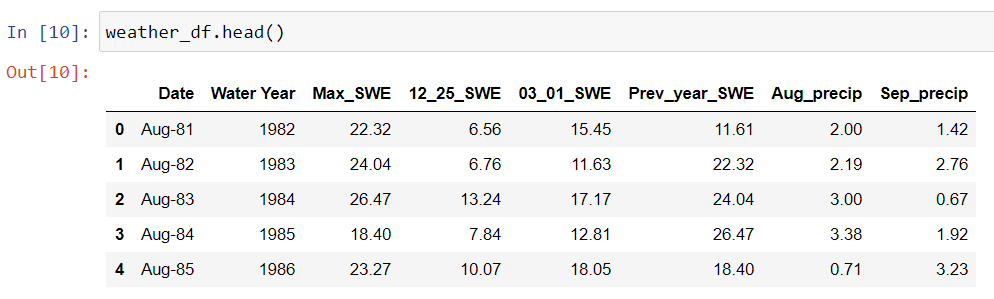 In [10]: weather_df.head()
Out[10]:
Date Water Year Max_SWE 12_25_SWE 03_01_SWE Prev_year_SWE Aug_precip Sep_precip
0 Aug-81 1982 22.32 6.56 15.45 11.61 2.00 1.42
1 Aug-82 1983 24.04 6.76 11.63 22.32 2.19 2.76
2 Aug-83 1984 26.47 13.24 17.17 24.04 3.00 0.67
3 Aug-84 1985 18.40 7.84 12.81 26.47 3.38 1.92
4 Aug-85 1986 23.27 10.07 18.05 18.40 0.71 3.23